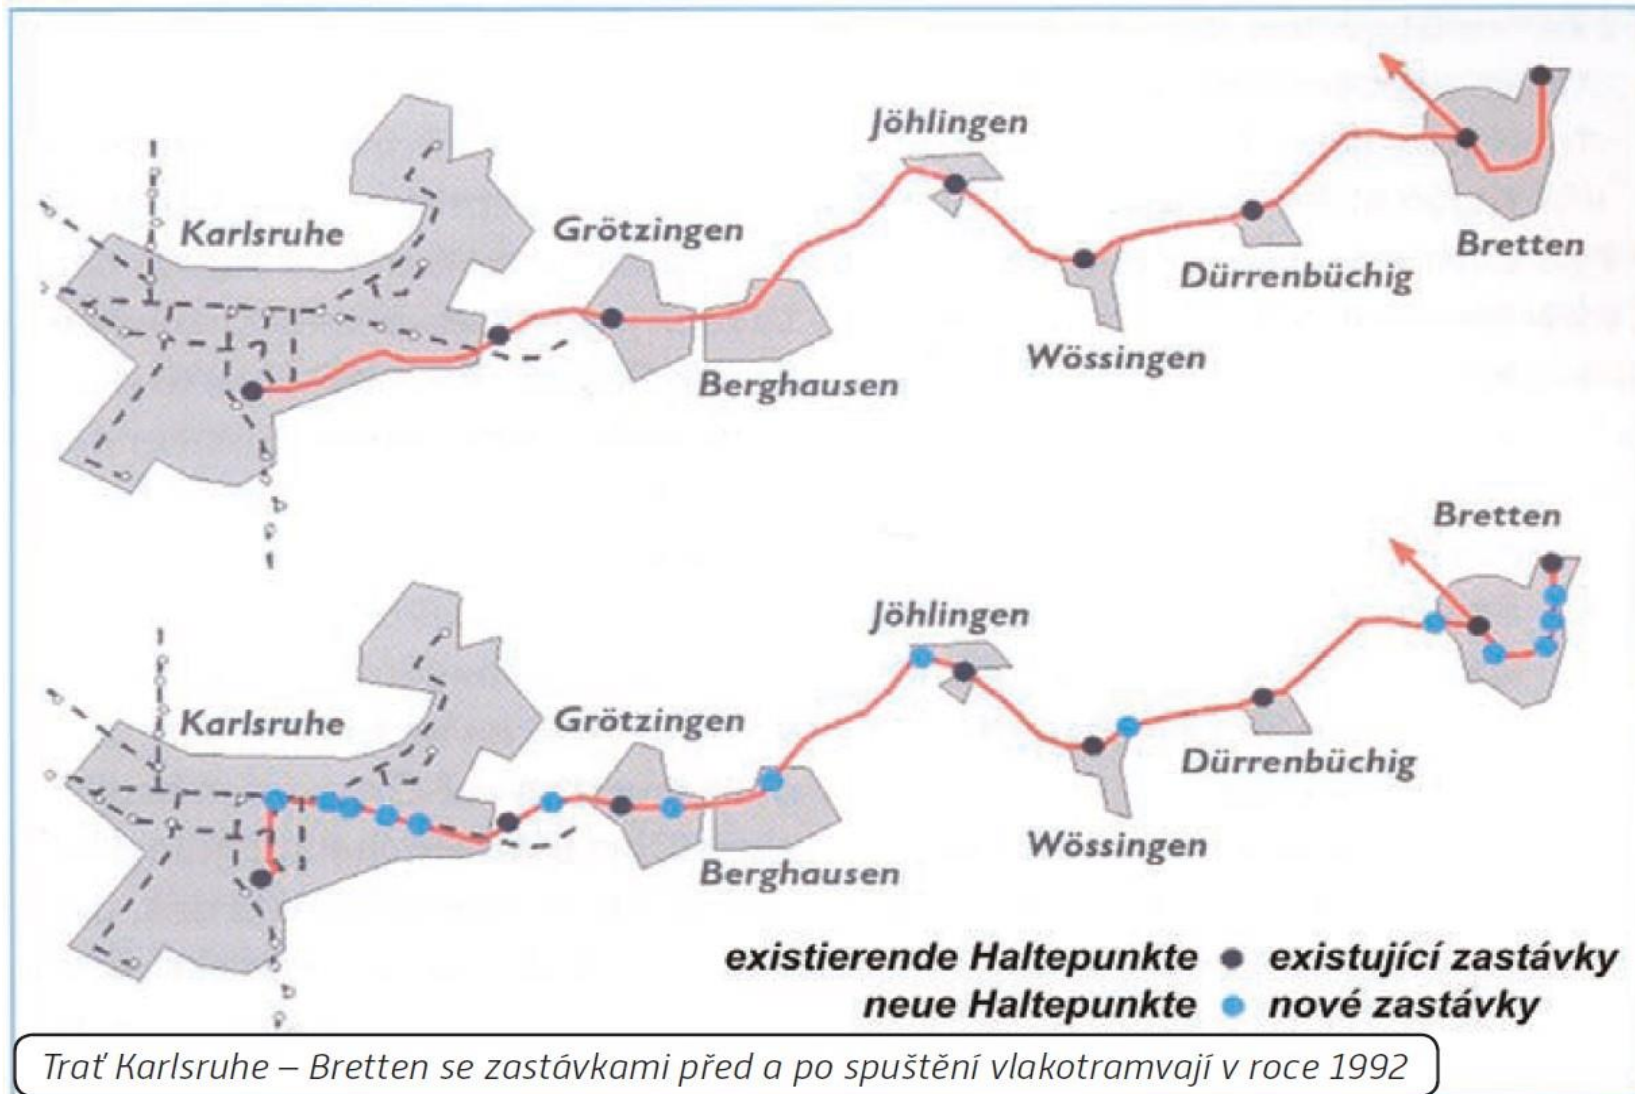 Jöhlingen
Karlsruhe
Grötzingen
Bretten
Dürrenbüchig
Wössingen
Berghausen
Bretten
Jöhlingen
Karlsruhe
Grötzingen
Dürrenbüchig
Wössingen
Berghausen
existierende Haltepunkte existující zastávky
neue Haltepunkte nové zastávky
Trať Karlsruhe – Bretten se zastávkami před a po spuštění vlakotramvají v roce 1992